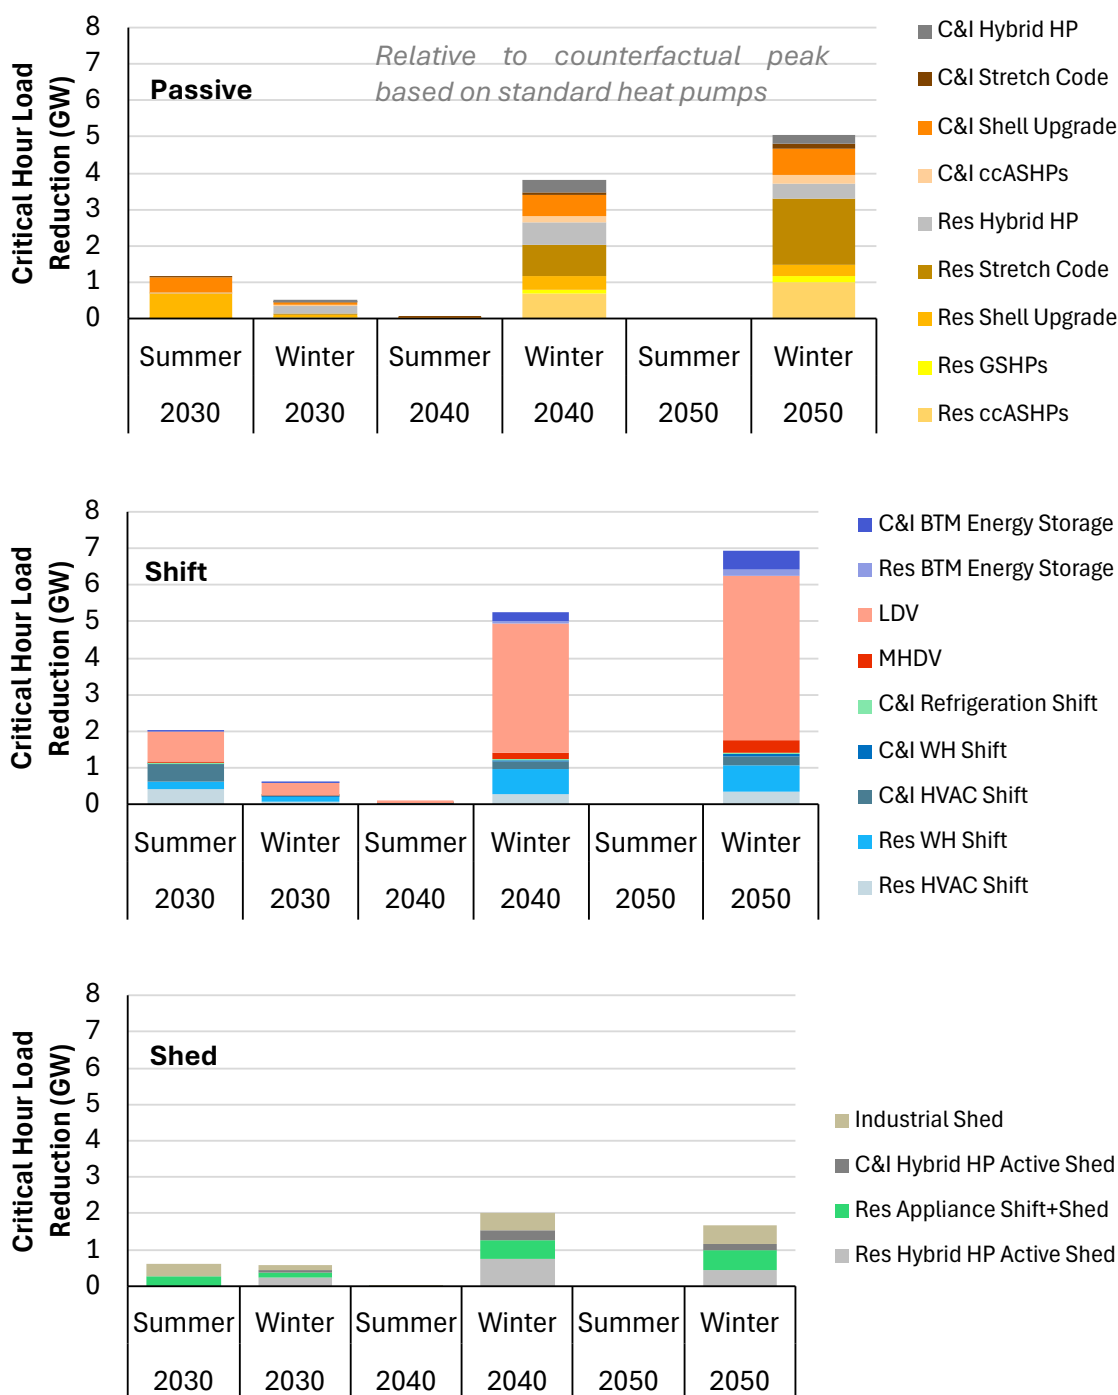 Critical Hour Load
Reduction (GW)
8
7
6
5
4
3
2
1
0
Passive
Relative to counterfactual peak
based on standard heat pumps
Summer Winter Summer Winter Summer Winter
2030 2030 2040 2040 2050 2050
C&I Hybrid HP
C&I Stretch Code
C&I Shell Upgrade
C&I ccASHPs
Res Hybrid HP
Res Stretch Code
Res Shell Upgrade
Res GSHPs
Res ccASHPs
Critical Hour Load
Reduction (GW)
8
7
6
5
4
3
2
1
0
Shift
Summer Winter Summer Winter Summer Winter
2030 2030 2040 2040 2050 2050
C&I BTM Energy Storage
Res BTM Energy Storage
LDV
MHDV
C&I Refrigeration Shift
C&I WH Shift
C&I HVAC Shift
Res WH Shift
Res HVAC Shift
Critical Hour Load
Reduction (GW)
8
7
6
5
4
3
2
1
0
Shed
Summer Winter Summer Winter Summer Winter
2030 2030 2040 2040 2050 2050
Industrial Shed
C&I Hybrid HP Active Shed
Res Appliance Shift+Shed
Res Hybrid HP Active Shed